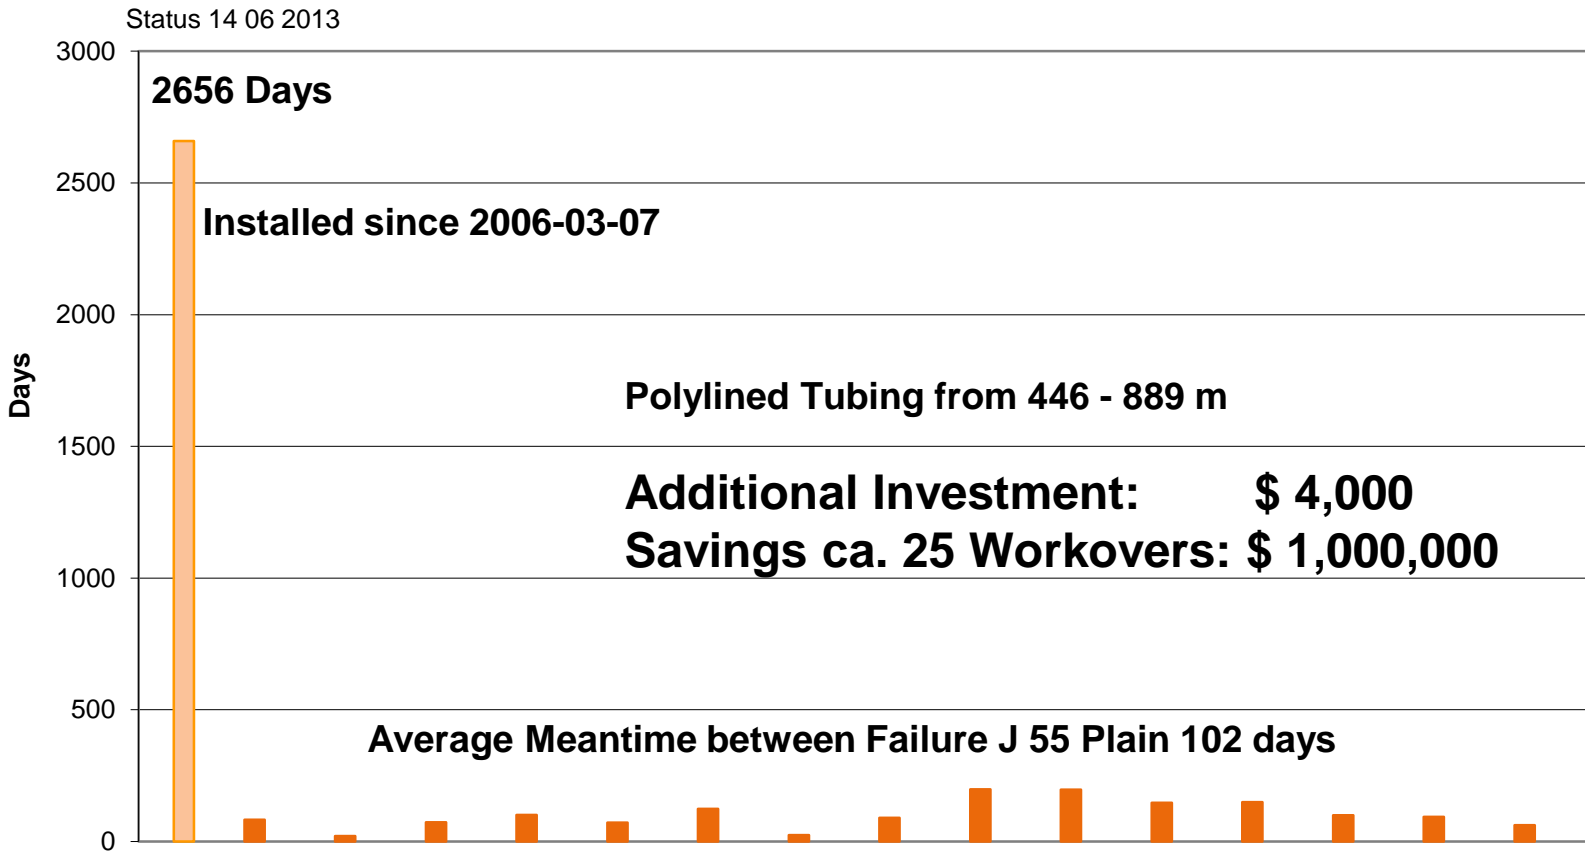 Status 14 06 2013
3000
2656 Days
2500
Installed since 2006-03-07
2000
Days
Polylined Tubing from 446 - 889 m
1500
Additional Investment: $ 4,000
Savings ca. 25 Workovers: $ 1,000,000
1000
500
Average Meantime between Failure J 55 Plain 102 days
0